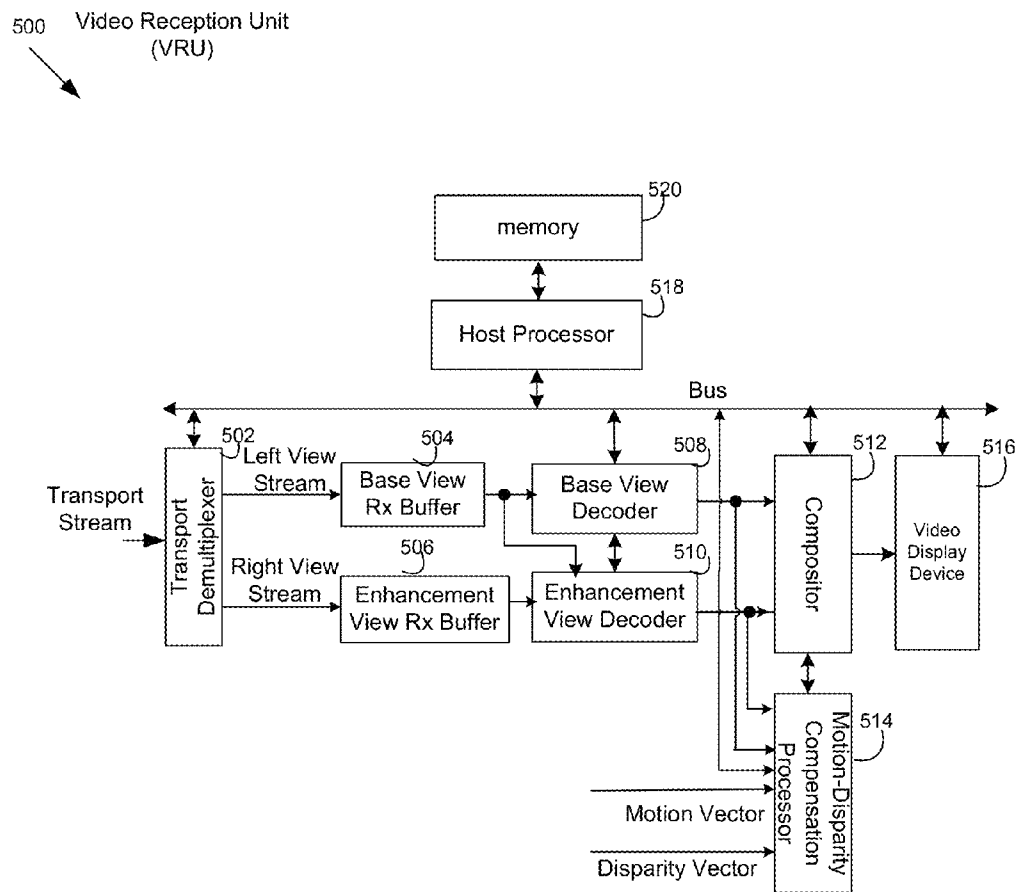 500
Video Reception Unit
(VRU)
520
memory
518
Host Processor
Bus
502
Left View
Stream
504
Base View
Rx Buffer
508
Base View
Decoder
512
516
Transport
Stream
Transport
Demultiplexer
Compositor
Video
Display
Device
506
Right View
Stream
Enhancement
View Rx Buffer
510
Enhancement
View Decoder
514
Motion-Disparity
Compensation
Processor
Motion Vector
Disparity Vector